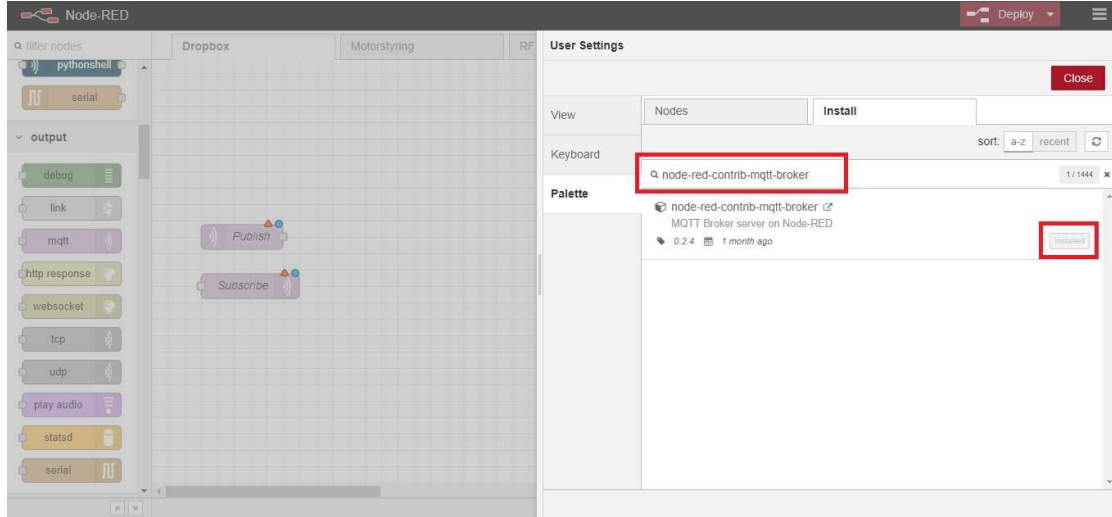 Node-RED
Deploy
filter nodes
pythonshell
serial
output
debug
link
mqtt
http response
websocket
tcp
udp
play audio
statsd
serial
Dropbox
Motorstyring
RF
Publish
Subscribe
User Settings
Close
View
Keyboard
Palette
Nodes
Install
sort: a-z recent
node-red-contrib-mqtt-broker
1 / 1444
node-red-contrib-mqtt-broker
MQTT Broker server on Node-RED
0.2.4 1 month ago
installed